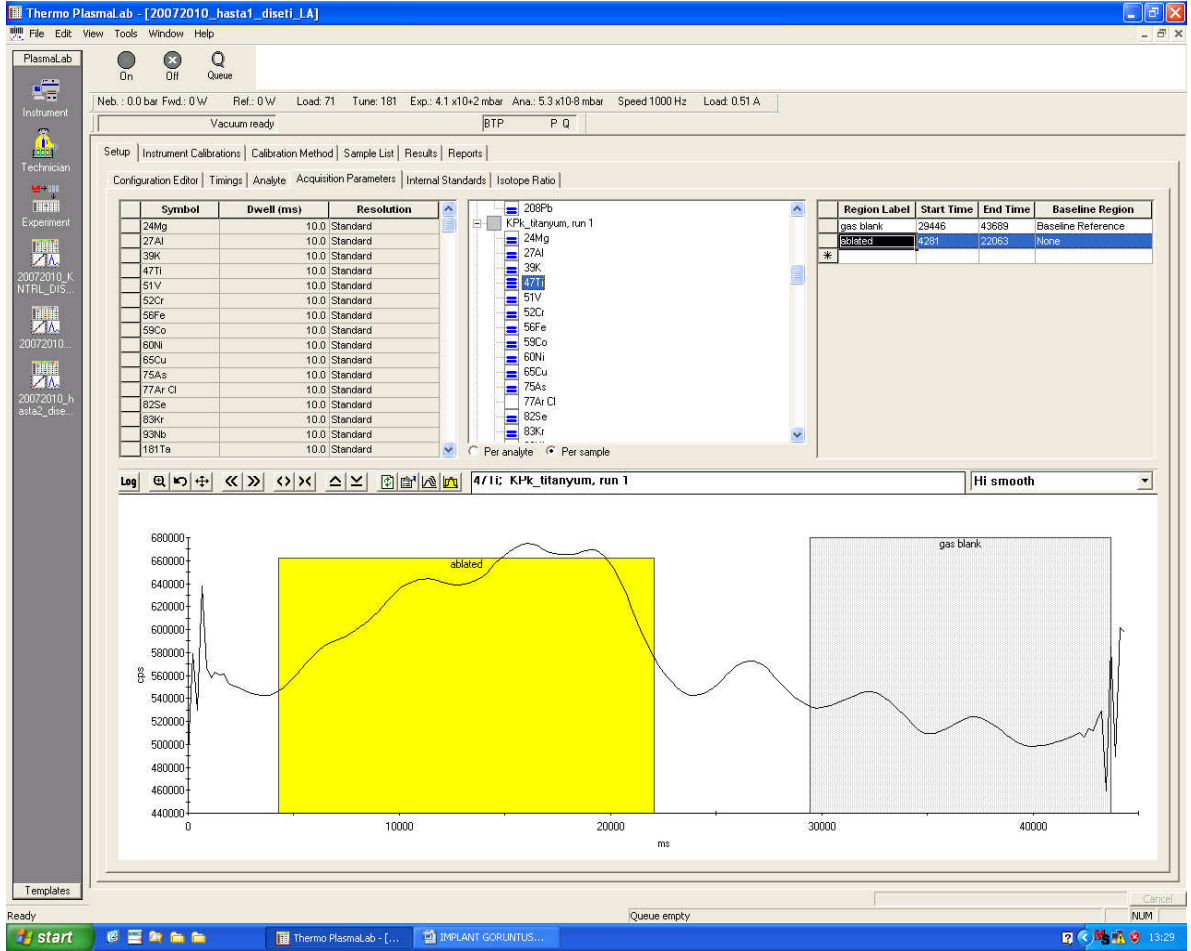 Thermo PlasmaLab - [20072010_hasta1_diseti_LA]
File Edit View Tools Window Help
PlasmaLab
On Off Queue
Neb. : 0.0 bar Fwd.: 0 W Ref.: 0 W Load: 71 Tune: 181 Exp.: 4.1 x10+2 mbar Ana.: 5.3 x10-8 mbar Speed 1000 Hz Load: 0.51 A
Vacuum ready BTP P Q
Instrument
Technician
Experiment
20072010_K
NTRL_DIS...
20072010...
20072010_h
asta2_dise...
Templates
Setup Instrument Calibrations Calibration Method Sample List Results Reports
Configuration Editor Timings Analyte Acquisition Parameters Internal Standards Isotope Ratio
Symbol Dwell (ms) Resolution
24Mg 10.0 Standard
27Al 10.0 Standard
39K 10.0 Standard
47Ti 10.0 Standard
51V 10.0 Standard
52Cr 10.0 Standard
56Fe 10.0 Standard
59Co 10.0 Standard
60Ni 10.0 Standard
65Cu 10.0 Standard
75As 10.0 Standard
77Ar Cl 10.0 Standard
82Se 10.0 Standard
83Kr 10.0 Standard
93Nb 10.0 Standard
181Ta 10.0 Standard
208Pb
KPk_titanyum, run 1
24Mg
27Al
39K
47Ti
51V
52Cr
56Fe
59Co
60Ni
65Cu
75As
77Ar Cl
82Se
83Kr
Per analyte Per sample
Region Label Start Time End Time Baseline Region
gas blank 29446 43689 Baseline Reference
ablated 4281 22063 None
*
Log 47Ti; KPk_titanyum, run 1 Hi smooth
680000
660000
640000
620000
600000
580000
560000
540000
520000
500000
480000
460000
440000
cps
ablated
gas blank
0 10000 20000 30000 40000
ms
Cancel
Ready Queue empty NUM
start Thermo PlasmaLab - [... IMPLANT GORUNTUS... 13:29